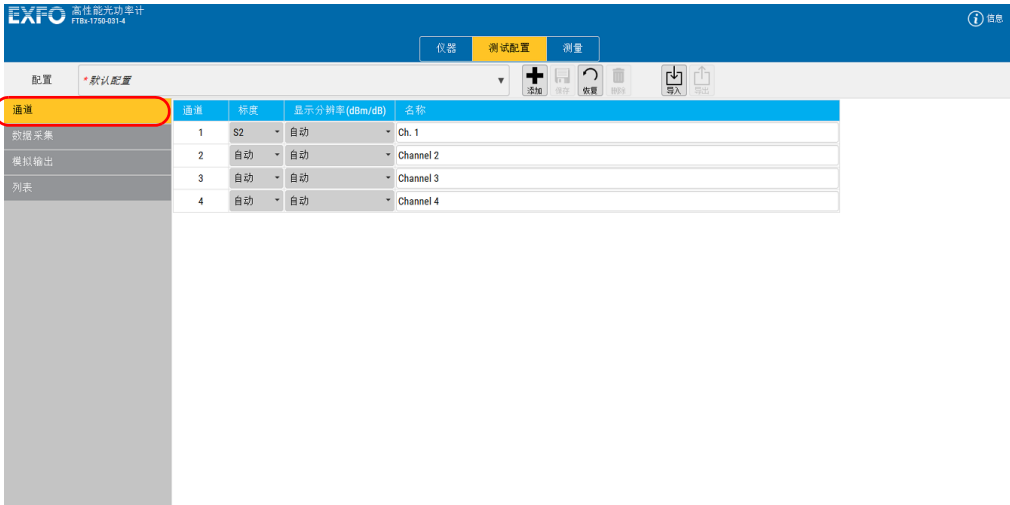 EXFO 高性能光功率计
FTBx-1750-031-4
信息
仪器 测试配置 测量
配置 *默认配置
添加 保存 恢复 删除 导入 导出
通道
数据采集
模拟输出
列表
通道 标度 显示分辨率(dBm/dB) 名称
1 S2 自动 Ch. 1
2 自动 自动 Channel 2
3 自动 自动 Channel 3
4 自动 自动 Channel 4